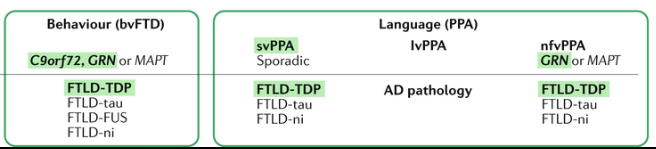 Behaviour (bvFTD)
C9orf72, GRN or MAPT
FTLD-TDP
FTLD-tau
FTLD-FUS
FTLD-ni
Language (PPA)
svPPA lvPPA nfvPPA
Sporadic GRN or MAPT
FTLD-TDP AD pathology FTLD-TDP
FTLD-tau FTLD-tau
FTLD-ni FTLD-ni